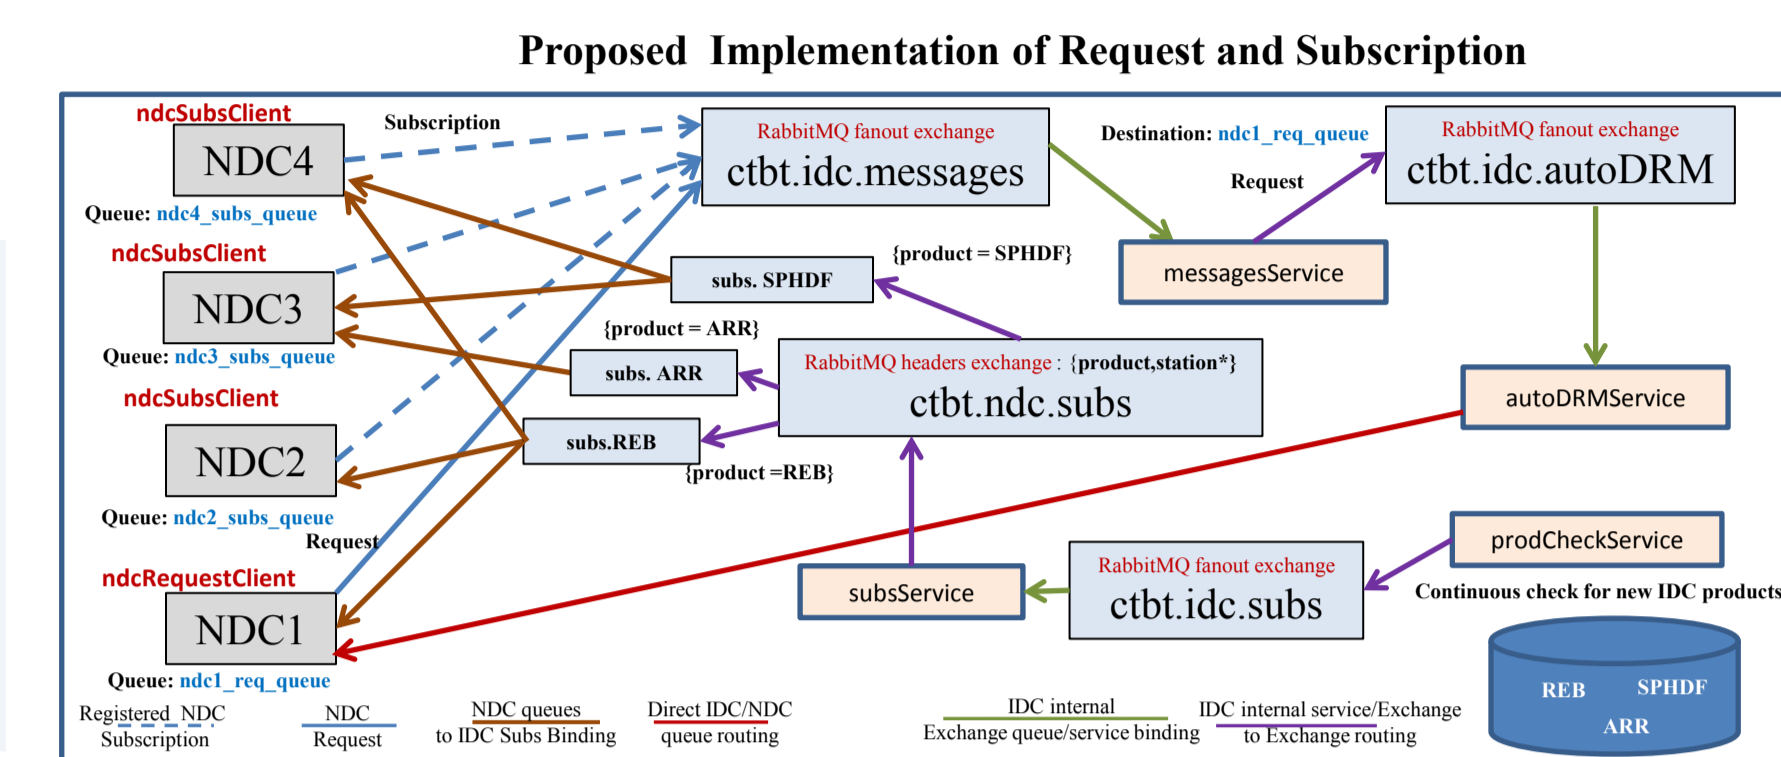 Proposed  Implementation of Request and Subscription
ndcSubsClient
NDC4
Queue: ndc4_subs_queue
Subscription
RabbitMQ fanout exchange
ctbt.idc.messages
Destination: ndc1_req_queue
Request
RabbitMQ fanout exchange
ctbt.idc.autoDRM
ndcSubsClient
NDC3
Queue: ndc3_subs_queue
subs. SPHDF
{product = SPHDF}
messagesService
{product = ARR}
subs. ARR
RabbitMQ headers exchange : {product,station*}
ctbt.ndc.subs
autoDRMService
ndcSubsClient
NDC2
Queue: ndc2_subs_queue
subs.REB
{product =REB}
Request
ndcRequestClient
NDC1
Queue: ndc1_req_queue
subsService
RabbitMQ fanout exchange
ctbt.idc.subs
prodCheckService
Continuous check for new IDC products
REB
SPHDF
ARR
Registered  NDC
Subscription
NDC
Request
NDC queues
to IDC Subs Binding
Direct IDC/NDC
queue routing
IDC internal
Exchange queue/service binding
IDC internal service/Exchange
to Exchange routing